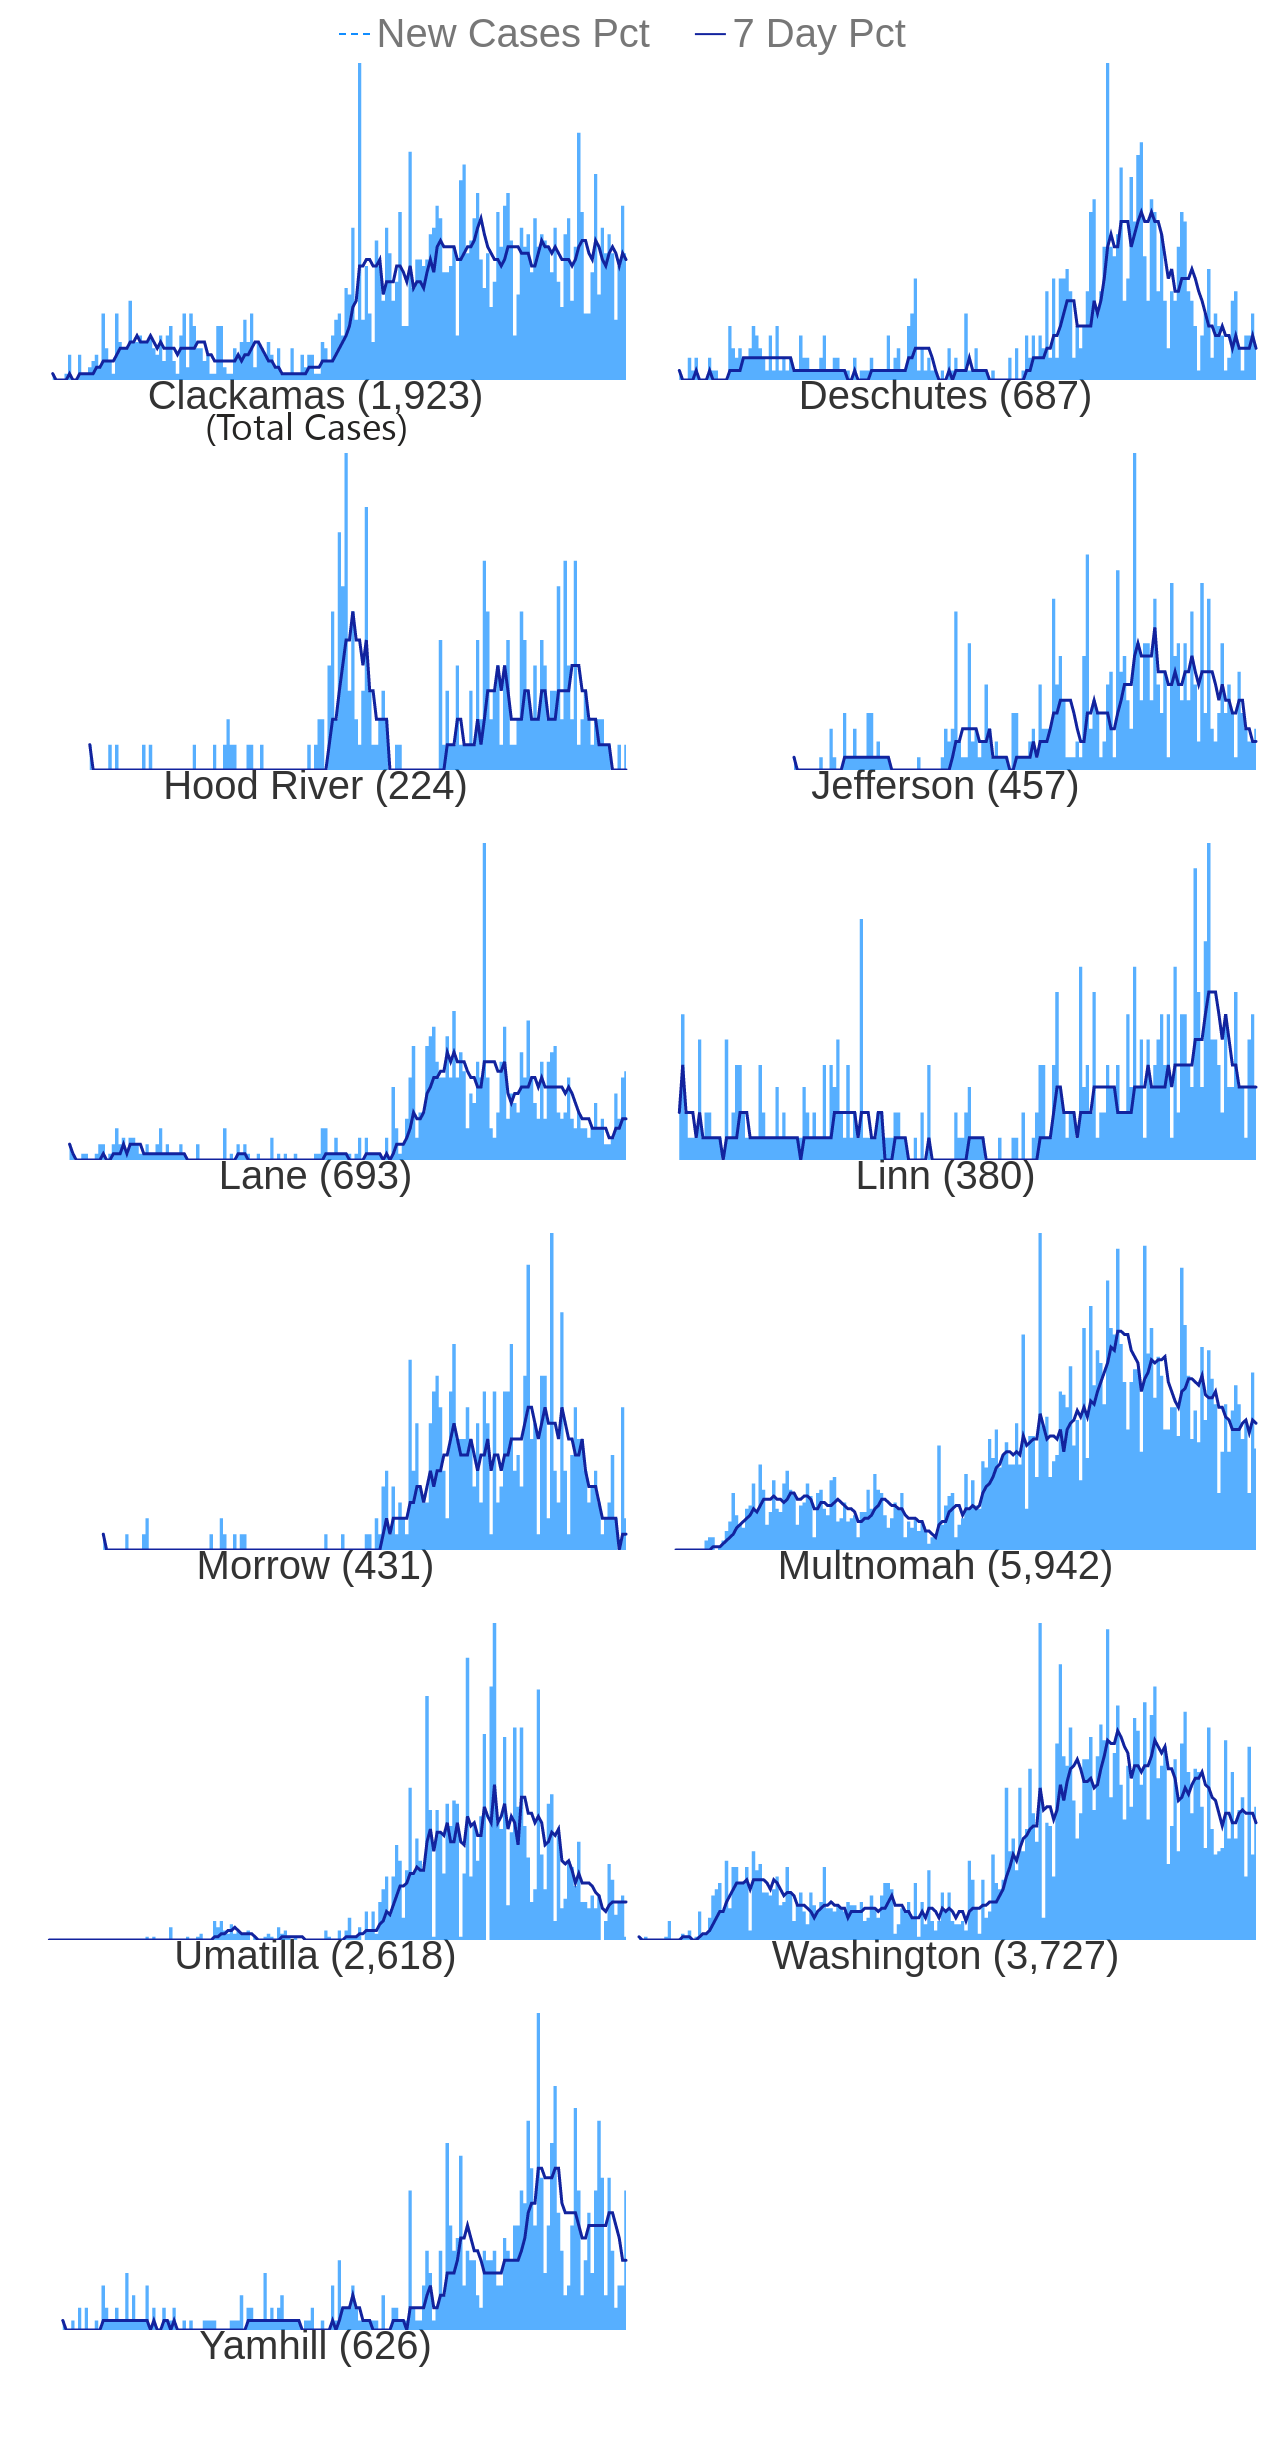 New Cases Pct 7 Day Pct
Clackamas (1,923) Deschutes (687)
(Total Cases)
Hood River (224) Jefferson (457)
Lane (693) Linn (380)
Morrow (431) Multnomah (5,942)
Umatilla (2,618) Washington (3,727)
Yamhill (626)